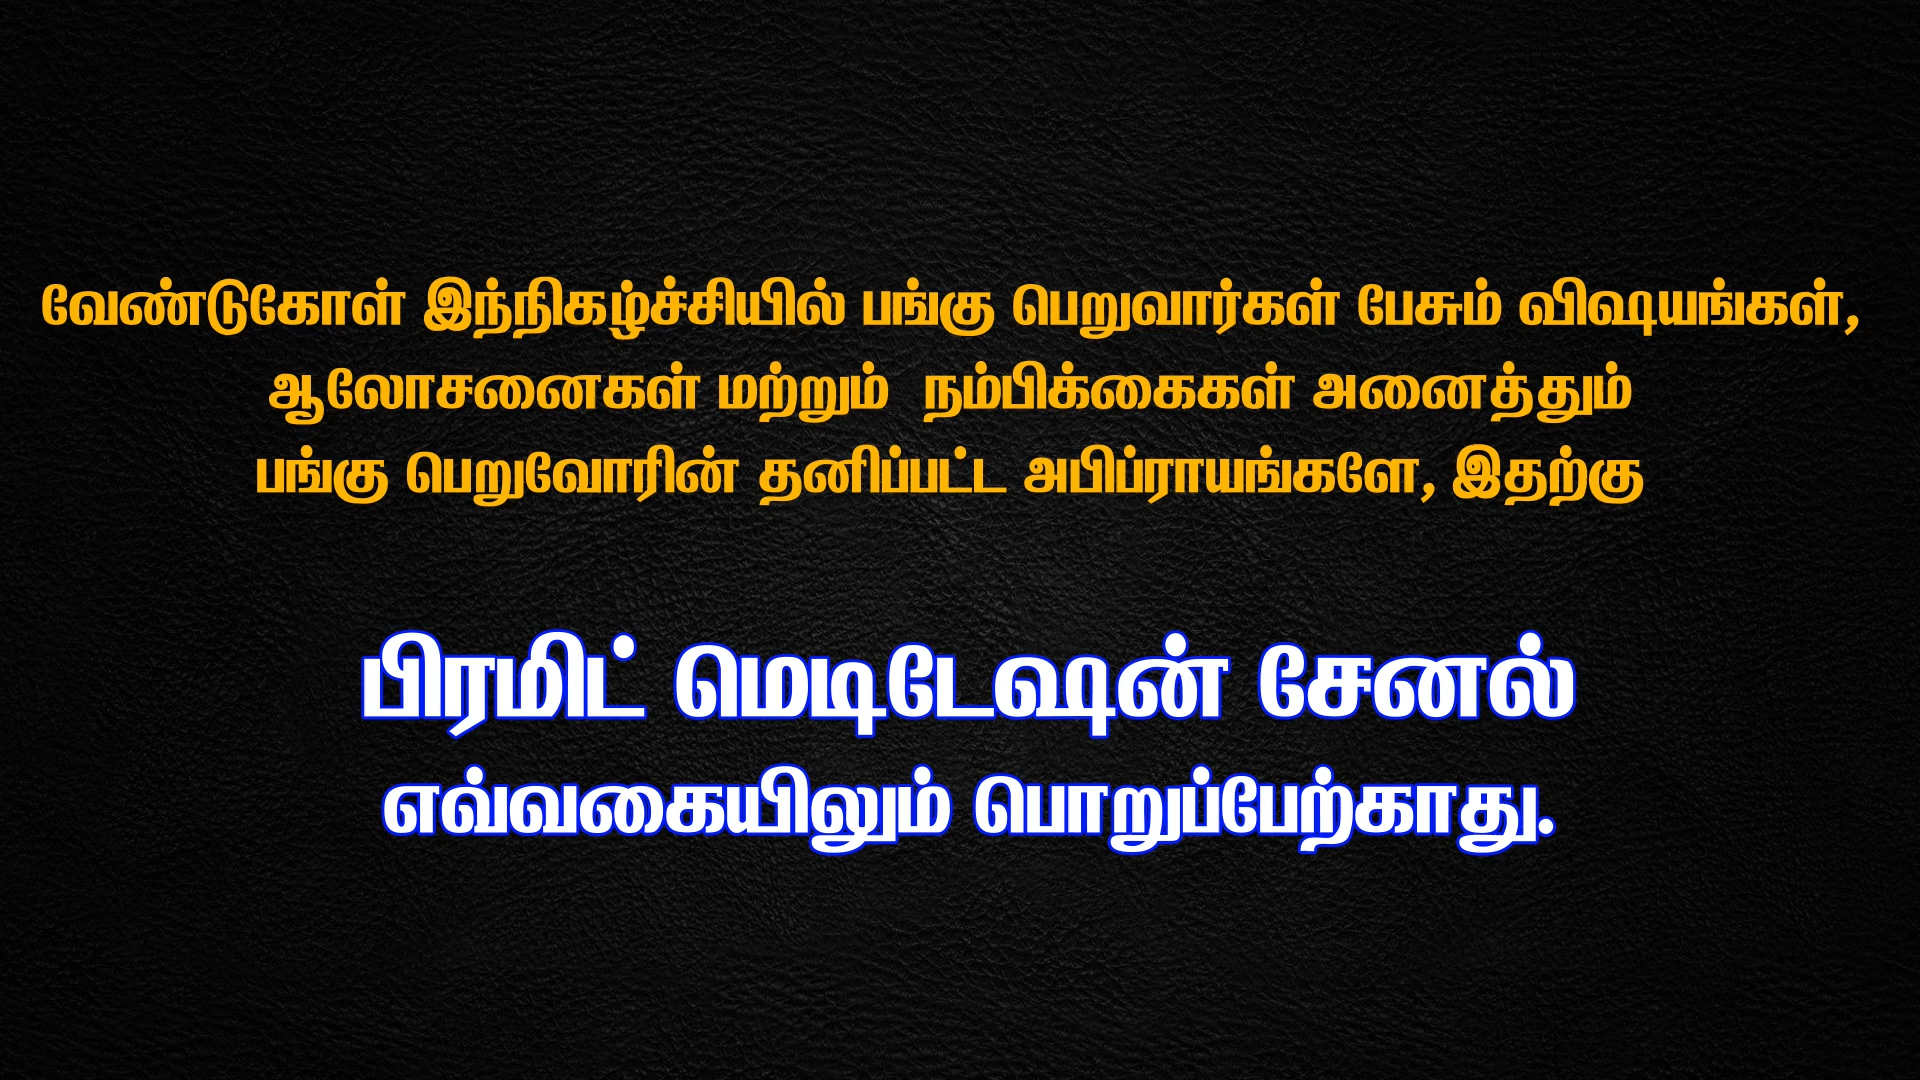 வேண்டுகோள் இந்நிகழ்ச்சியில் பங்கு பெறுவார்கள் பேசும் விஷயங்கள்,
ஆலோசனைகள் மற்றும் நம்பிக்கைகள் அனைத்தும்
பங்கு பெறுவோரின் தனிப்பட்ட அபிப்ராயங்களே, இதற்கு
பிரமிட் மெடிடேஷன் சேனல்
எவ்வகையிலும் பொறுப்பேற்காது.